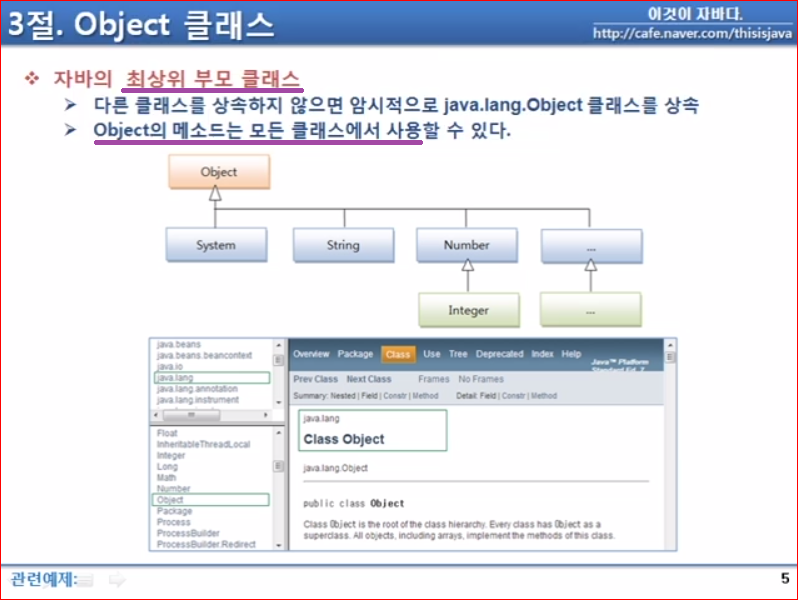 3절. Object 클래스
이것이 자바다.
http://cafe.naver.com/thisisjava
❖ 자바의 최상위 부모 클래스
➤ 다른 클래스를 상속하지 않으면 암시적으로 java.lang.Object 클래스를 상속
➤ Object의 메소드는 모든 클래스에서 사용할 수 있다.
Object
System String Number ...
Integer ...
java.beans
java.beans.beancontext
java.io
java.lang
java.lang.annotation
java.lang.instrument
Float
InheritableThreadLocal
Integer
Long
Math
Number
Object
Package
Process
ProcessBuilder
ProcessBuilder.Redirect
Overview Package Class Use Tree Deprecated Index Help
Java™ Platform
Standard Ed. 7
Prev Class Next Class Frames No Frames
Summary: Nested | Field | Constr | Method Detail: Field | Constr | Method
java.lang
Class Object
java.lang.Object
public class Object
Class Object is the root of the class hierarchy. Every class has Object as a
superclass. All objects, including arrays, implement the methods of this class.
관련예제:
5